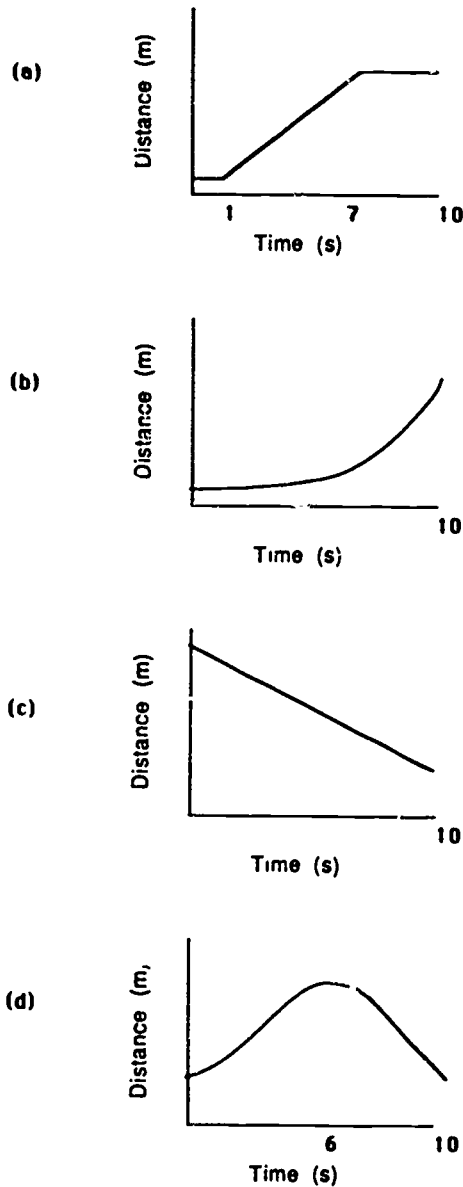 (a)
Distance (m)
1 7 10
Time (s)
(b)
Distance (m)
10
Time (s)
(c)
Distance (m)
10
Time (s)
(d)
Distance (m,
6 10
Time (s)